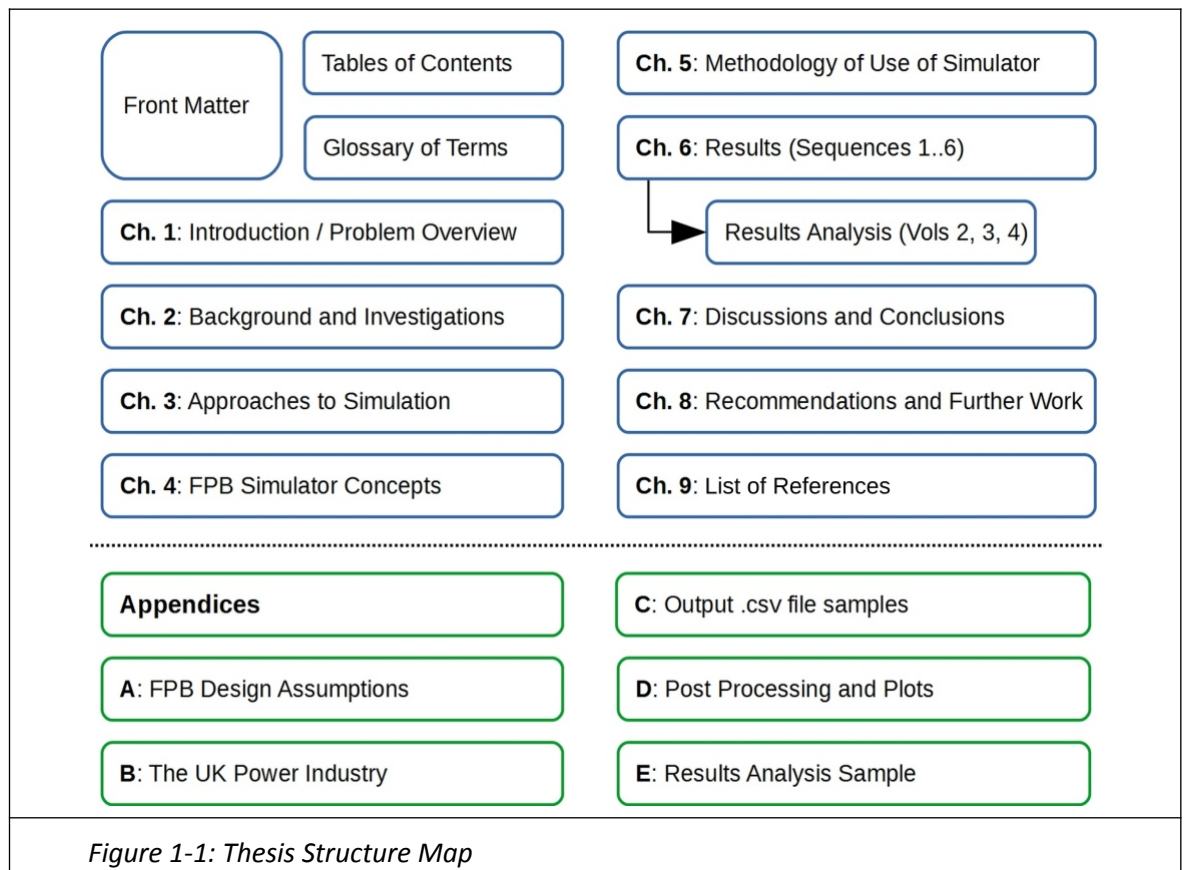 Front Matter
Tables of Contents
Glossary of Terms
Ch. 1: Introduction / Problem Overview
Ch. 2: Background and Investigations
Ch. 3: Approaches to Simulation
Ch. 4: FPB Simulator Concepts
Ch. 5: Methodology of Use of Simulator
Ch. 6: Results (Sequences 1..6)
Results Analysis (Vols 2, 3, 4)
Ch. 7: Discussions and Conclusions
Ch. 8: Recommendations and Further Work
Ch. 9: List of References
Appendices
A: FPB Design Assumptions
B: The UK Power Industry
C: Output .csv file samples
D: Post Processing and Plots
E: Results Analysis Sample
Figure 1-1: Thesis Structure Map